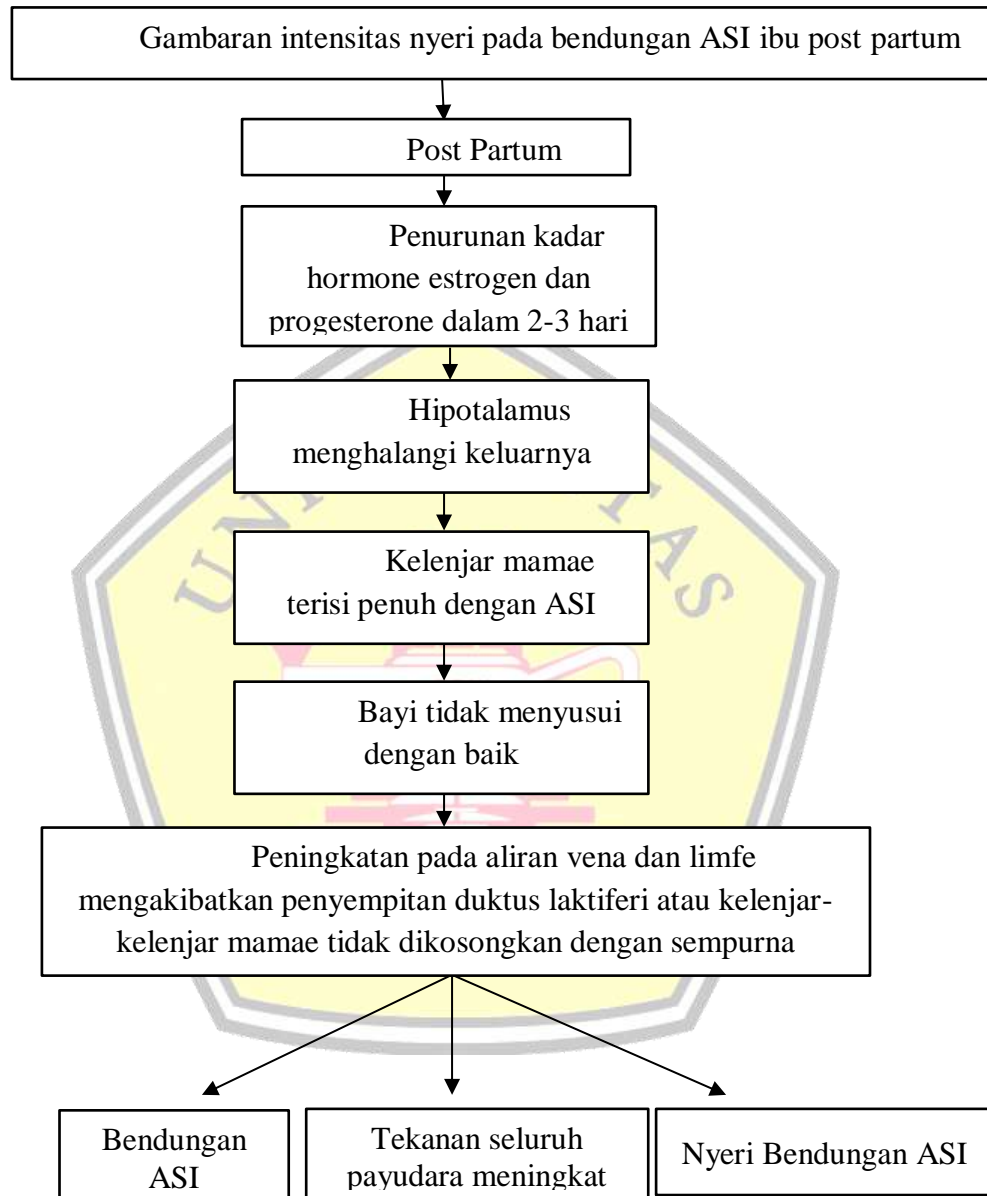 Gambaran intensitas nyeri pada bendungan ASI ibu post partum
Post Partum
Penurunan kadar
hormone estrogen dan
progesterone dalam 2-3 hari
Hipotalamus
menghalangi keluarnya
Kelenjar mamae
terisi penuh dengan ASI
Bayi tidak menyusui
dengan baik
Peningkatan pada aliran vena dan limfe
mengakibatkan penyempitan duktus laktiferi atau kelenjar-
kelenjar mamae tidak dikosongkan dengan sempurna
Bendungan
ASI
Tekanan seluruh
payudara meningkat
Nyeri Bendungan ASI